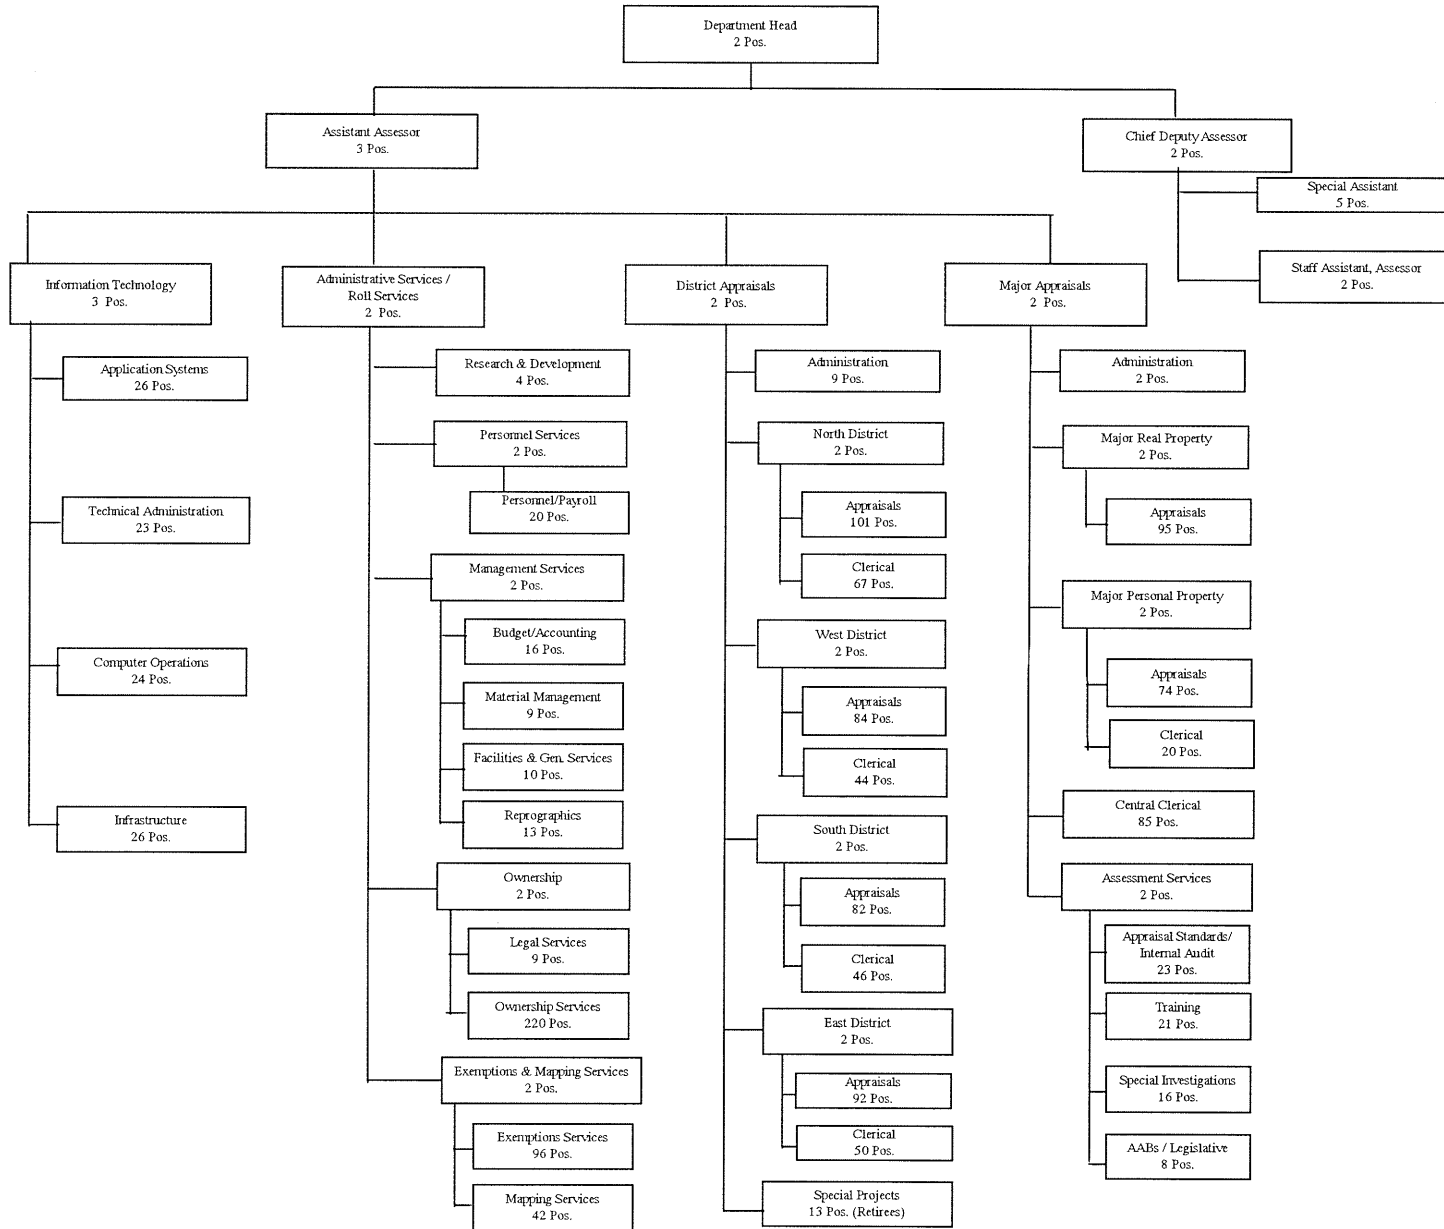 Department Head
2 Pos.
Assistant Assessor
3 Pos.
Chief Deputy Assessor
2 Pos.
Special Assistant
5 Pos.
Staff Assistant, Assessor
2 Pos.
Information Technology
3 Pos.
Application Systems
26 Pos.
Technical Administration
23 Pos.
Computer Operations
24 Pos.
Infrastructure
26 Pos.
Administrative Services /
Roll Services
2 Pos.
Research & Development
4 Pos.
Personnel Services
2 Pos.
Personnel/Payroll
20 Pos.
Management Services
2 Pos.
Budget/Accounting
16 Pos.
Material Management
9 Pos.
Facilities & Gen. Services
10 Pos.
Reprographics
13 Pos.
Ownership
2 Pos.
Legal Services
9 Pos.
Ownership Services
220 Pos.
Exemptions & Mapping Services
2 Pos.
Exemptions Services
96 Pos.
Mapping Services
42 Pos.
District Appraisals
2 Pos.
Administration
9 Pos.
North District
2 Pos.
Appraisals
101 Pos.
Clerical
67 Pos.
West District
2 Pos.
Appraisals
84 Pos.
Clerical
44 Pos.
South District
2 Pos.
Appraisals
82 Pos.
Clerical
46 Pos.
East District
2 Pos.
Appraisals
92 Pos.
Clerical
50 Pos.
Special Projects
13 Pos. (Retirees)
Major Appraisals
2 Pos.
Administration
2 Pos.
Major Real Property
2 Pos.
Appraisals
95 Pos.
Major Personal Property
2 Pos.
Appraisals
74 Pos.
Clerical
20 Pos.
Central Clerical
85 Pos.
Assessment Services
2 Pos.
Appraisal Standards/
Internal Audit
23 Pos.
Training
21 Pos.
Special Investigations
16 Pos.
AABs / Legislative
8 Pos.